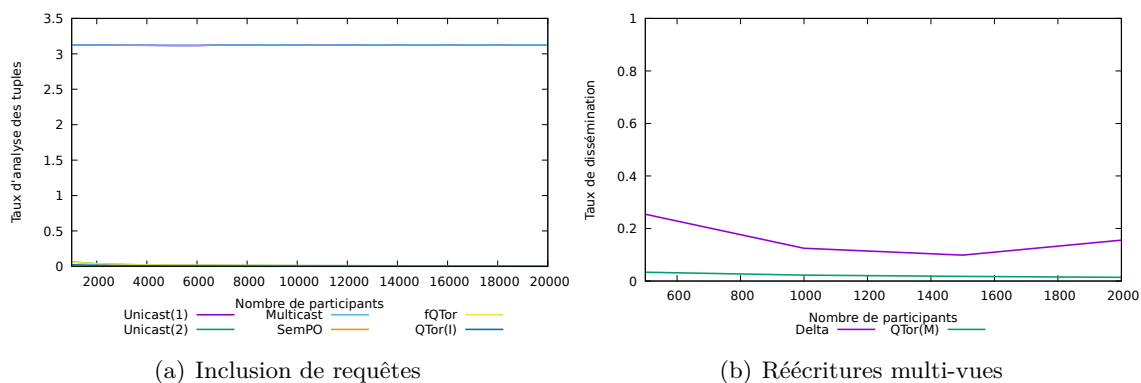 3.5
3
2.5
2
1.5
1
0.5
0
Taux d'analyse des tuples
2000 4000 6000 8000 10000 12000 14000 16000 18000 20000
Nombre de participants
Unicast(1) Multicast fQTor
Unicast(2) SemPO QTor(I)
(a) Inclusion de requêtes
1
0.8
0.6
0.4
0.2
0
Taux de dissémination
600 800 1000 1200 1400 1600 1800 2000
Nombre de participants
Delta QTor(M)
(b) Réécritures multi-vues